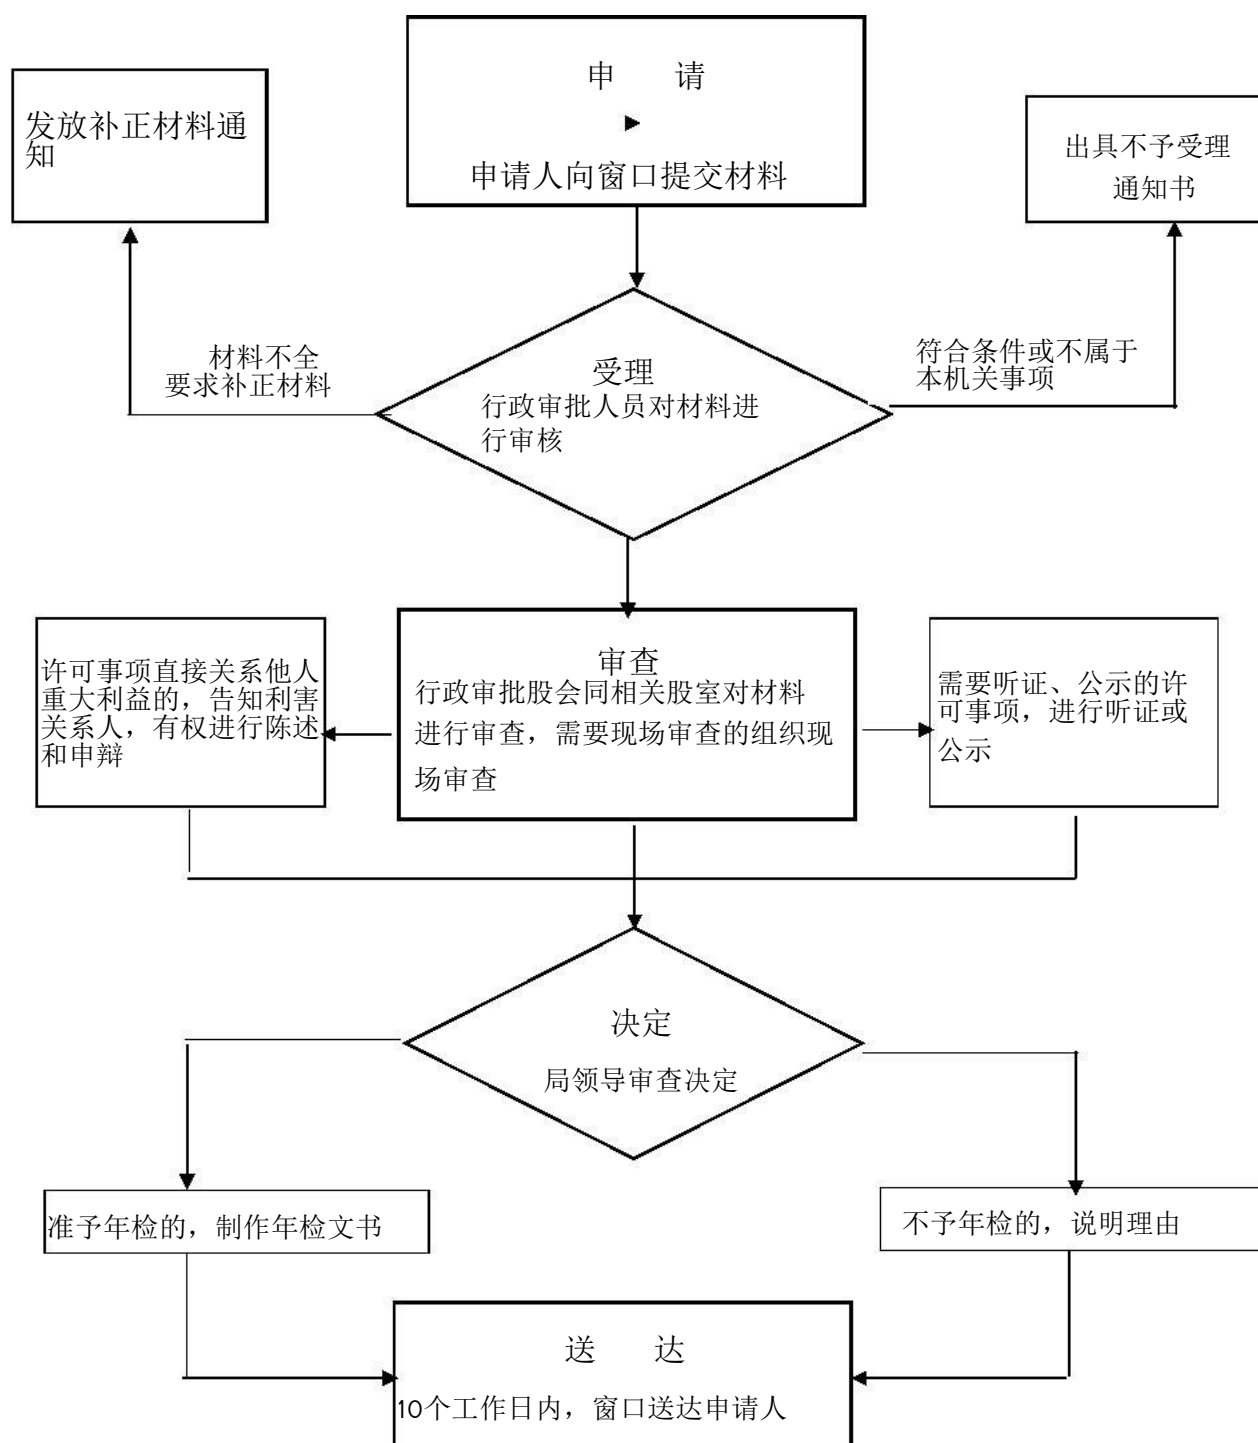 申 请
申请人向窗口提交材料
发放补正材料通
知
出具不予受理
通知书
材料不全
要求补正材料
受理
行政审批人员对材料进
行审核
符合条件或不属于
本机关事项
许可事项直接关系他人
重大利益的，告知利害
关系人，有权进行陈述
和申辩
审查
行政审批股会同相关股室对材料
进行审查，需要现场审查的组织现
场审查
需要听证、公示的许
可事项，进行听证或
公示
决定
局领导审查决定
准予年检的，制作年检文书
不予年检的，说明理由
送 达
10个工作日内，窗口送达申请人